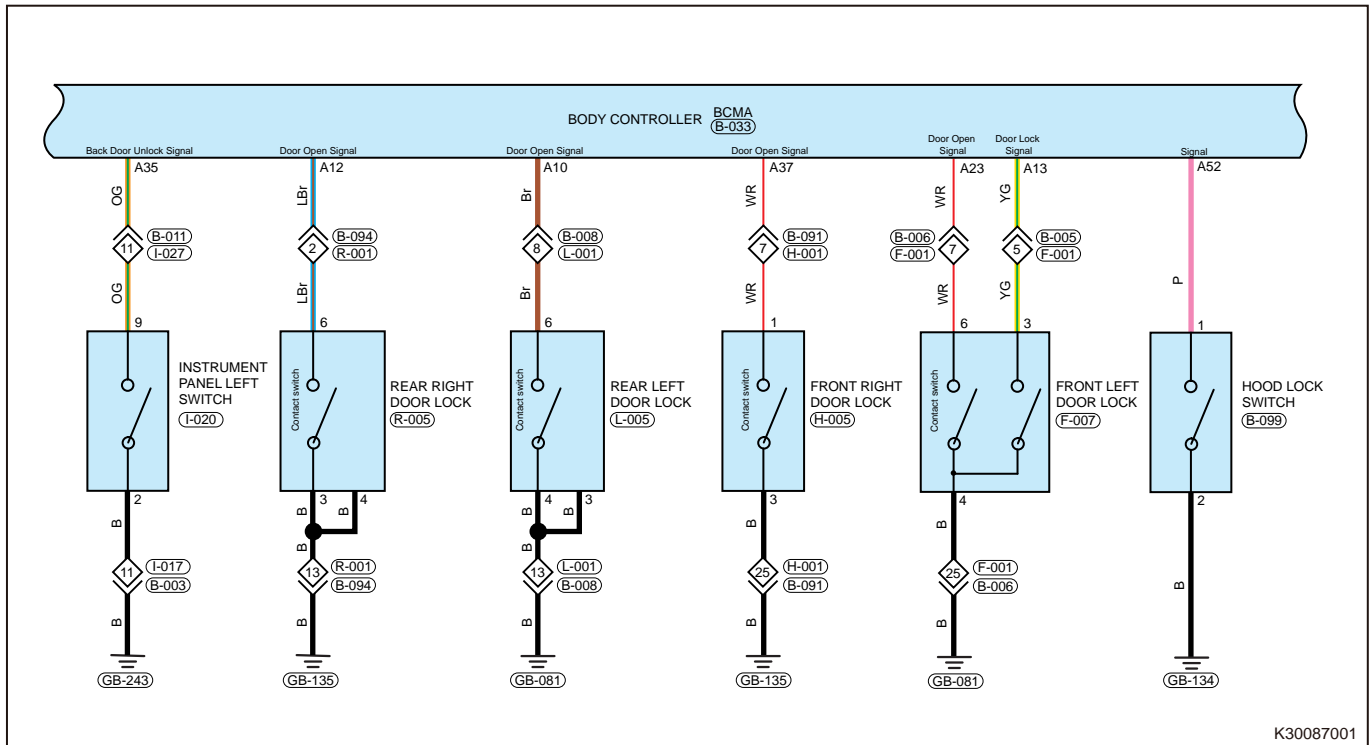 BODY CONTROLLER BCMA
B-033
Back Door Unlock Signal
Door Open Signal
Door Open Signal
Door Open Signal
Door Open
Signal
Door Lock
Signal
Signal
A35
A12
A10
A37
A23
A13
A52
OG
LBr
Br
WR
WR
YG
P
11
B-011
I-027
2
B-094
R-001
8
B-008
L-001
7
B-091
H-001
B-006
F-001
7
5
B-005
F-001
OG
LBr
Br
WR
WR
YG
9
6
6
1
6
3
1
INSTRUMENT
PANEL LEFT
SWITCH
I-020
Contact switch
REAR RIGHT
DOOR LOCK
R-005
Contact switch
REAR LEFT
DOOR LOCK
L-005
Contact switch
FRONT RIGHT
DOOR LOCK
H-005
Contact switch
FRONT LEFT
DOOR LOCK
F-007
HOOD LOCK
SWITCH
B-099
2
3
4
4
3
3
4
2
B
B
B
B
B
B
B
B
B
B
11
I-017
B-003
13
R-001
B-094
13
L-001
B-008
25
H-001
B-091
25
F-001
B-006
B
B
B
B
B
B
GB-243
GB-135
GB-081
GB-135
GB-081
GB-134
K30087001